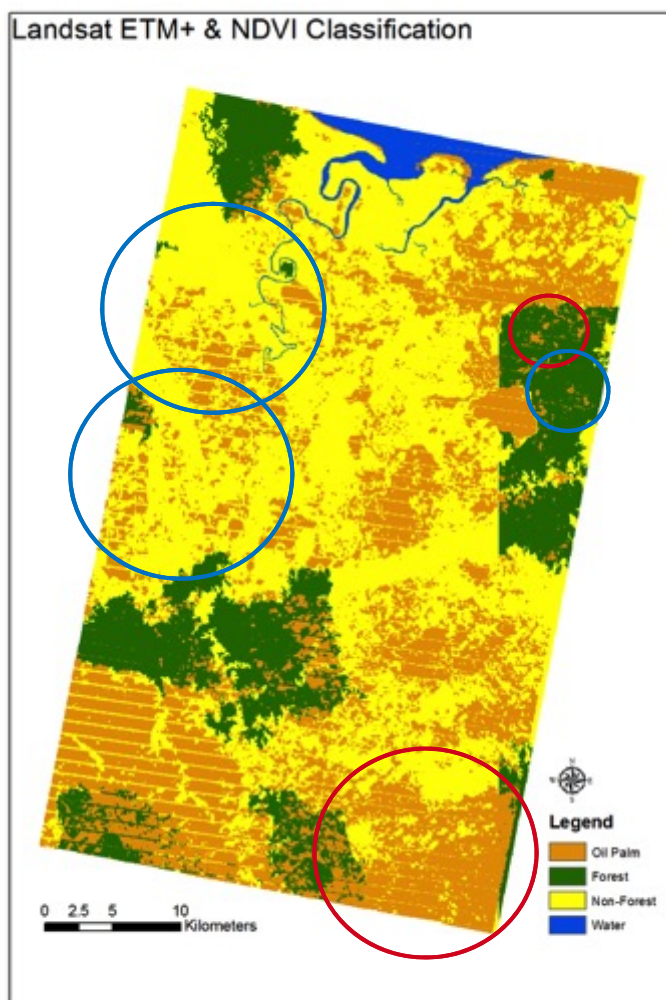 Landsat ETM+ & NDVI Classification
N
Legend
Oil Palm
Forest
Non-Forest
Water
0 2.5 5 10
Kilometers